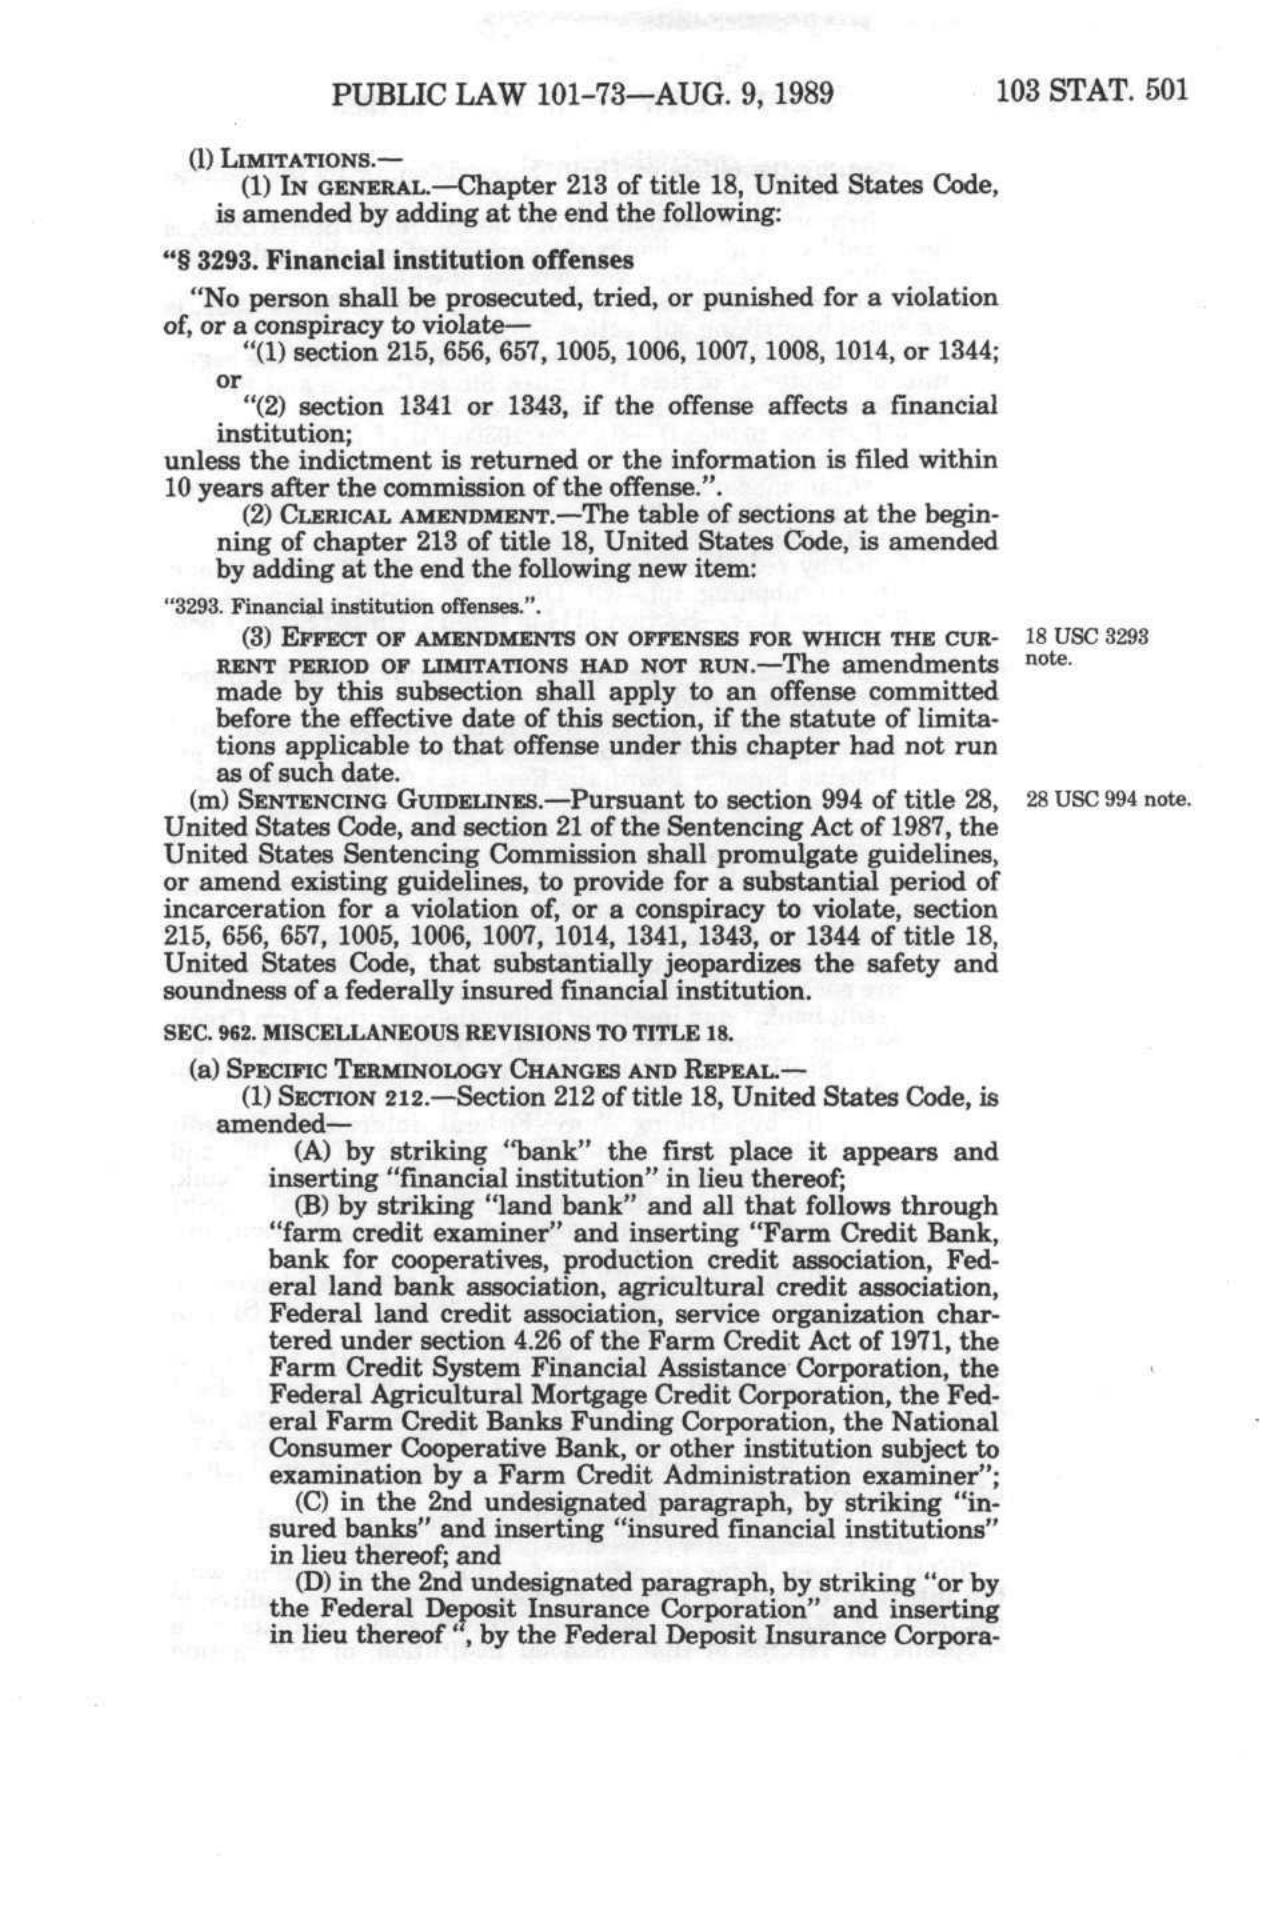 PUBLIC LAW 101-73—AUG. 9, 1989
103 STAT. 501
(l) LIMITATIONS.—
(1) IN GENERAL.—Chapter 213 of title 18, United States Code,
is amended by adding at the end the following:
“§ 3293. Financial institution offenses
“No person shall be prosecuted, tried, or punished for a violation
of, or a conspiracy to violate—
“(1) section 215, 656, 657, 1005, 1006, 1007, 1008, 1014, or 1344;
or
“(2) section 1341 or 1343, if the offense affects a financial
institution;
unless the indictment is returned or the information is filed within
10 years after the commission of the offense.”.
(2) CLERICAL AMENDMENT.—The table of sections at the begin-
ning of chapter 213 of title 18, United States Code, is amended
by adding at the end the following new item:
“3293. Financial institution offenses.”.
(3) EFFECT OF AMENDMENTS ON OFFENSES FOR WHICH THE CUR-
RENT PERIOD OF LIMITATIONS HAD NOT RUN.—The amendments
made by this subsection shall apply to an offense committed
before the effective date of this section, if the statute of limita-
tions applicable to that offense under this chapter had not run
as of such date.
18 USC 3293
note.
(m) SENTENCING GUIDELINES.—Pursuant to section 994 of title 28,
United States Code, and section 21 of the Sentencing Act of 1987, the
United States Sentencing Commission shall promulgate guidelines,
or amend existing guidelines, to provide for a substantial period of
incarceration for a violation of, or a conspiracy to violate, section
215, 656, 657, 1005, 1006, 1007, 1014, 1341, 1343, or 1344 of title 18,
United States Code, that substantially jeopardizes the safety and
soundness of a federally insured financial institution.
28 USC 994 note.
SEC. 962. MISCELLANEOUS REVISIONS TO TITLE 18.
(a) SPECIFIC TERMINOLOGY CHANGES AND REPEAL.—
(1) SECTION 212.—Section 212 of title 18, United States Code, is
amended—
(A) by striking “bank” the first place it appears and
inserting “financial institution” in lieu thereof;
(B) by striking “land bank” and all that follows through
“farm credit examiner” and inserting “Farm Credit Bank,
bank for cooperatives, production credit association, Fed-
eral land bank association, agricultural credit association,
Federal land credit association, service organization char-
tered under section 4.26 of the Farm Credit Act of 1971, the
Farm Credit System Financial Assistance Corporation, the
Federal Agricultural Mortgage Credit Corporation, the Fed-
eral Farm Credit Banks Funding Corporation, the National
Consumer Cooperative Bank, or other institution subject to
examination by a Farm Credit Administration examiner”;
(C) in the 2nd undesignated paragraph, by striking “in-
sured banks” and inserting “insured financial institutions”
in lieu thereof; and
(D) in the 2nd undesignated paragraph, by striking “or by
the Federal Deposit Insurance Corporation” and inserting
in lieu thereof “, by the Federal Deposit Insurance Corpora-